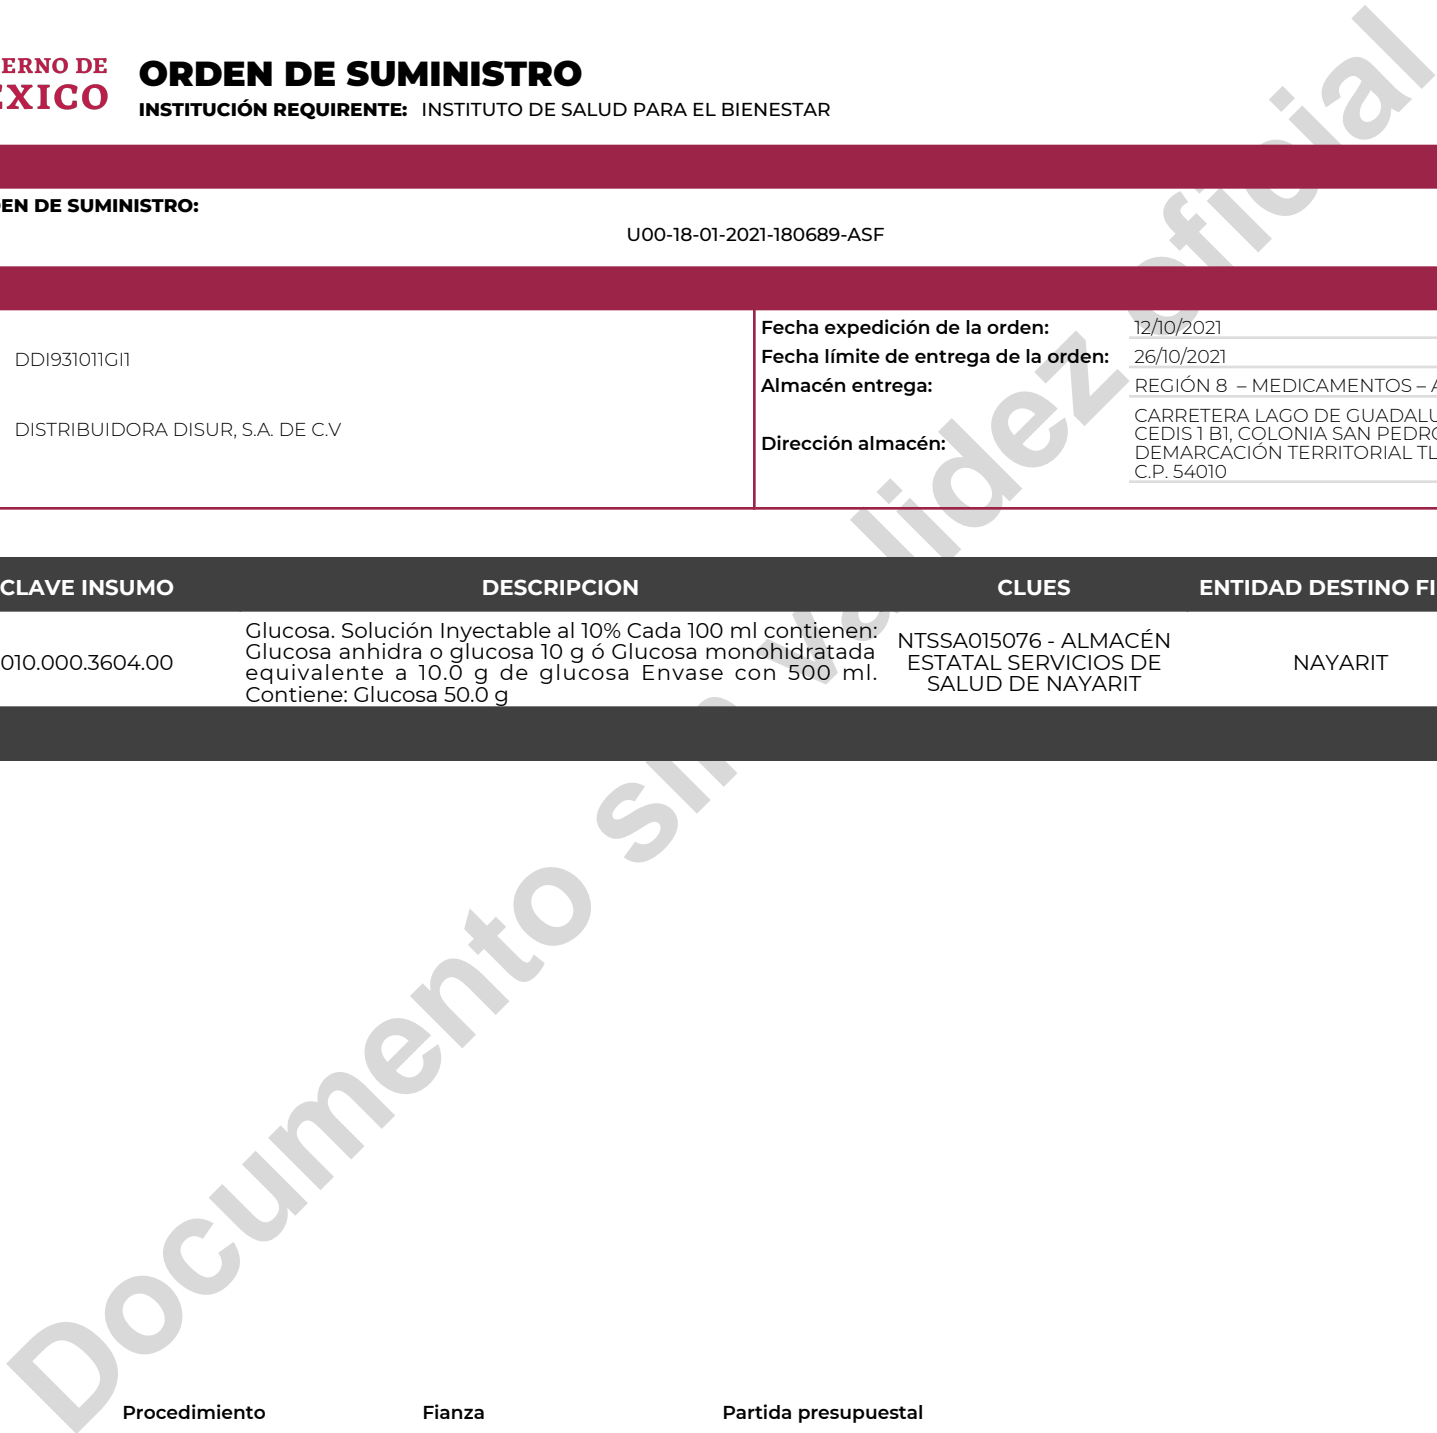 ERNO DE
ÉXICO
ORDEN DE SUMINISTRO
INSTITUCIÓN REQUIRENTE: INSTITUTO DE SALUD PARA EL BIENESTAR
EN DE SUMINISTRO:
U00-18-01-2021-180689-ASF
DDI931011GI1
DISTRIBUIDORA DISUR, S.A. DE C.V
Fecha expedición de la orden: 12/10/2021
Fecha límite de entrega de la orden: 26/10/2021
Almacén entrega: REGIÓN 8 – MEDICAMENTOS – A
Dirección almacén:
CARRETERA LAGO DE GUADALU
CEDIS 1 B1, COLONIA SAN PEDRO
DEMARCACIÓN TERRITORIAL TL
C.P. 54010
CLAVE INSUMO DESCRIPCION CLUES ENTIDAD DESTINO FI
010.000.3604.00
Glucosa. Solución Inyectable al 10% Cada 100 ml contienen:
Glucosa anhidra o glucosa 10 g ó Glucosa monohidratada
equivalente a 10.0 g de glucosa Envase con 500 ml.
Contiene: Glucosa 50.0 g
NTSSA015076 - ALMACÉN
ESTATAL SERVICIOS DE
SALUD DE NAYARIT
NAYARIT
Documento sin validez oficial
Procedimiento Fianza Partida presupuestal